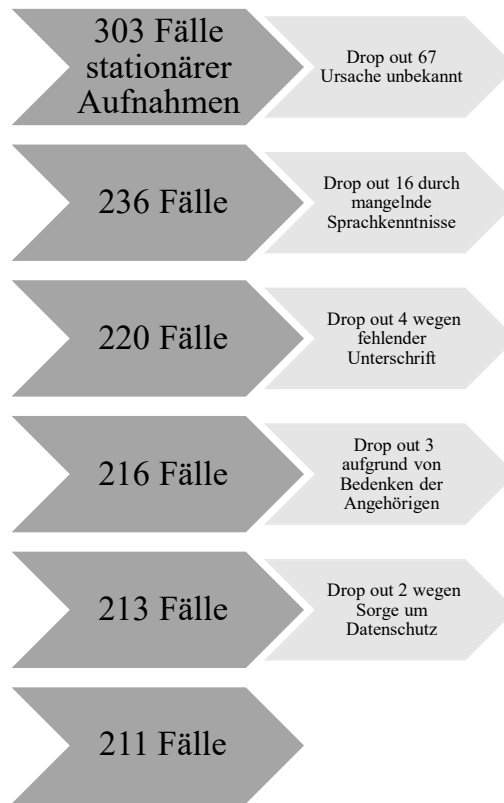 303 Fälle
stationärer
Aufnahmen
Drop out 67
Ursache unbekannt
236 Fälle
Drop out 16 durch
mangelnde
Sprachkenntnisse
220 Fälle
Drop out 4 wegen
fehlender
Unterschrift
216 Fälle
Drop out 3
aufgrund von
Bedenken der
Angehörigen
213 Fälle
Drop out 2 wegen
Sorge um
Datenschutz
211 Fälle